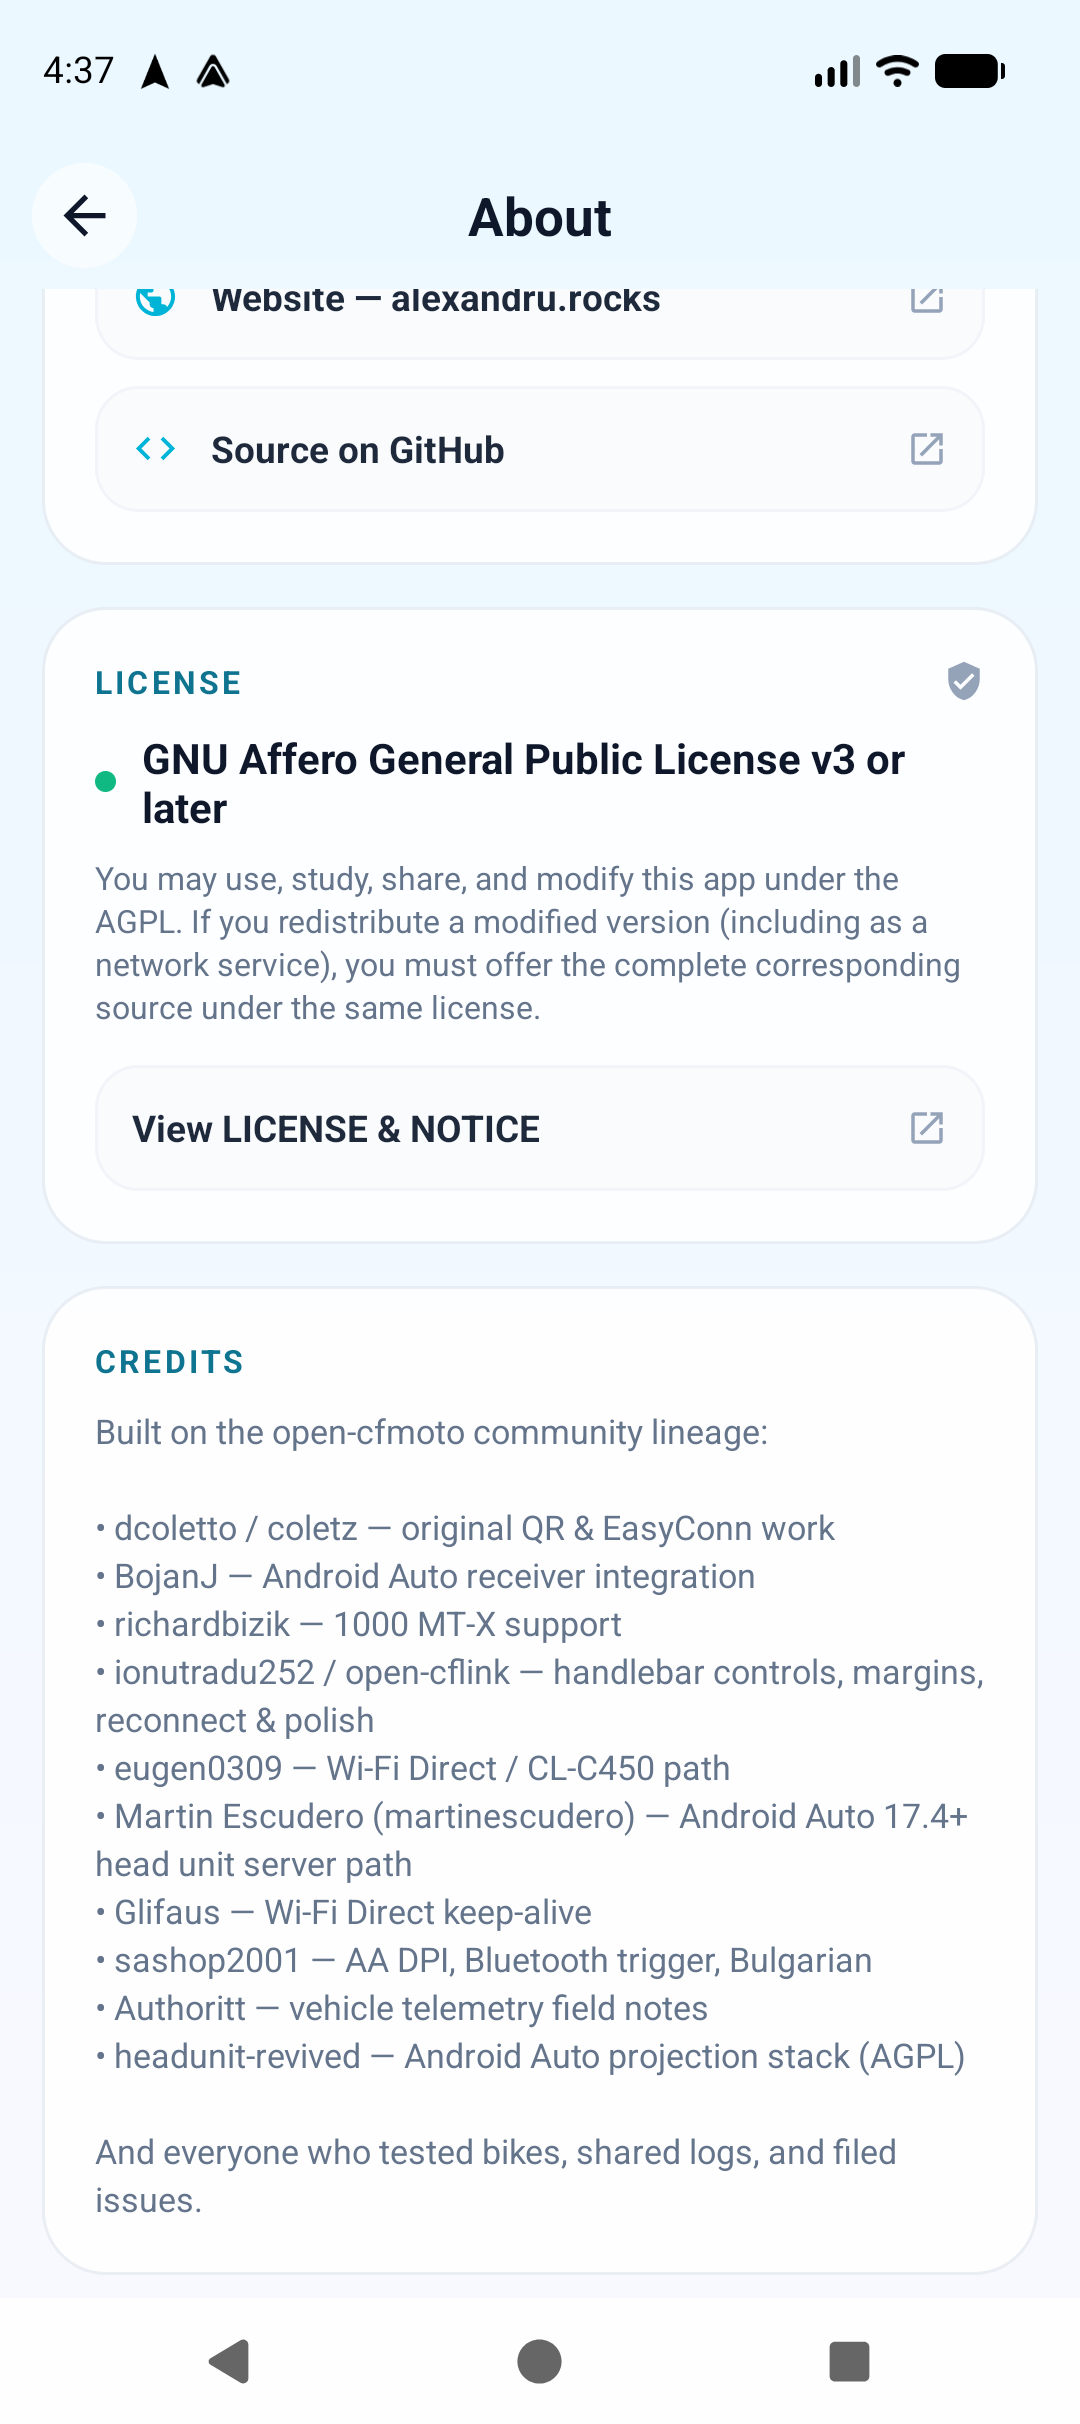 4:37
About
Website — alexandru.rocks
Source on GitHub
LICENSE
GNU Affero General Public License v3 or
later
You may use, study, share, and modify this app under the
AGPL. If you redistribute a modified version (including as a
network service), you must offer the complete corresponding
source under the same license.
View LICENSE & NOTICE
CREDITS
Built on the open-cfmoto community lineage:
• dcoletto / coletz — original QR & EasyConn work
• BojanJ — Android Auto receiver integration
• richardbizik — 1000 MT-X support
• ionutradu252 / open-cflink — handlebar controls, margins,
reconnect & polish
• eugen0309 — Wi-Fi Direct / CL-C450 path
• Martin Escudero (martinescudero) — Android Auto 17.4+
head unit server path
• Glifaus — Wi-Fi Direct keep-alive
• sashop2001 — AA DPI, Bluetooth trigger, Bulgarian
• Authoritt — vehicle telemetry field notes
• headunit-revived — Android Auto projection stack (AGPL)
And everyone who tested bikes, shared logs, and filed
issues.